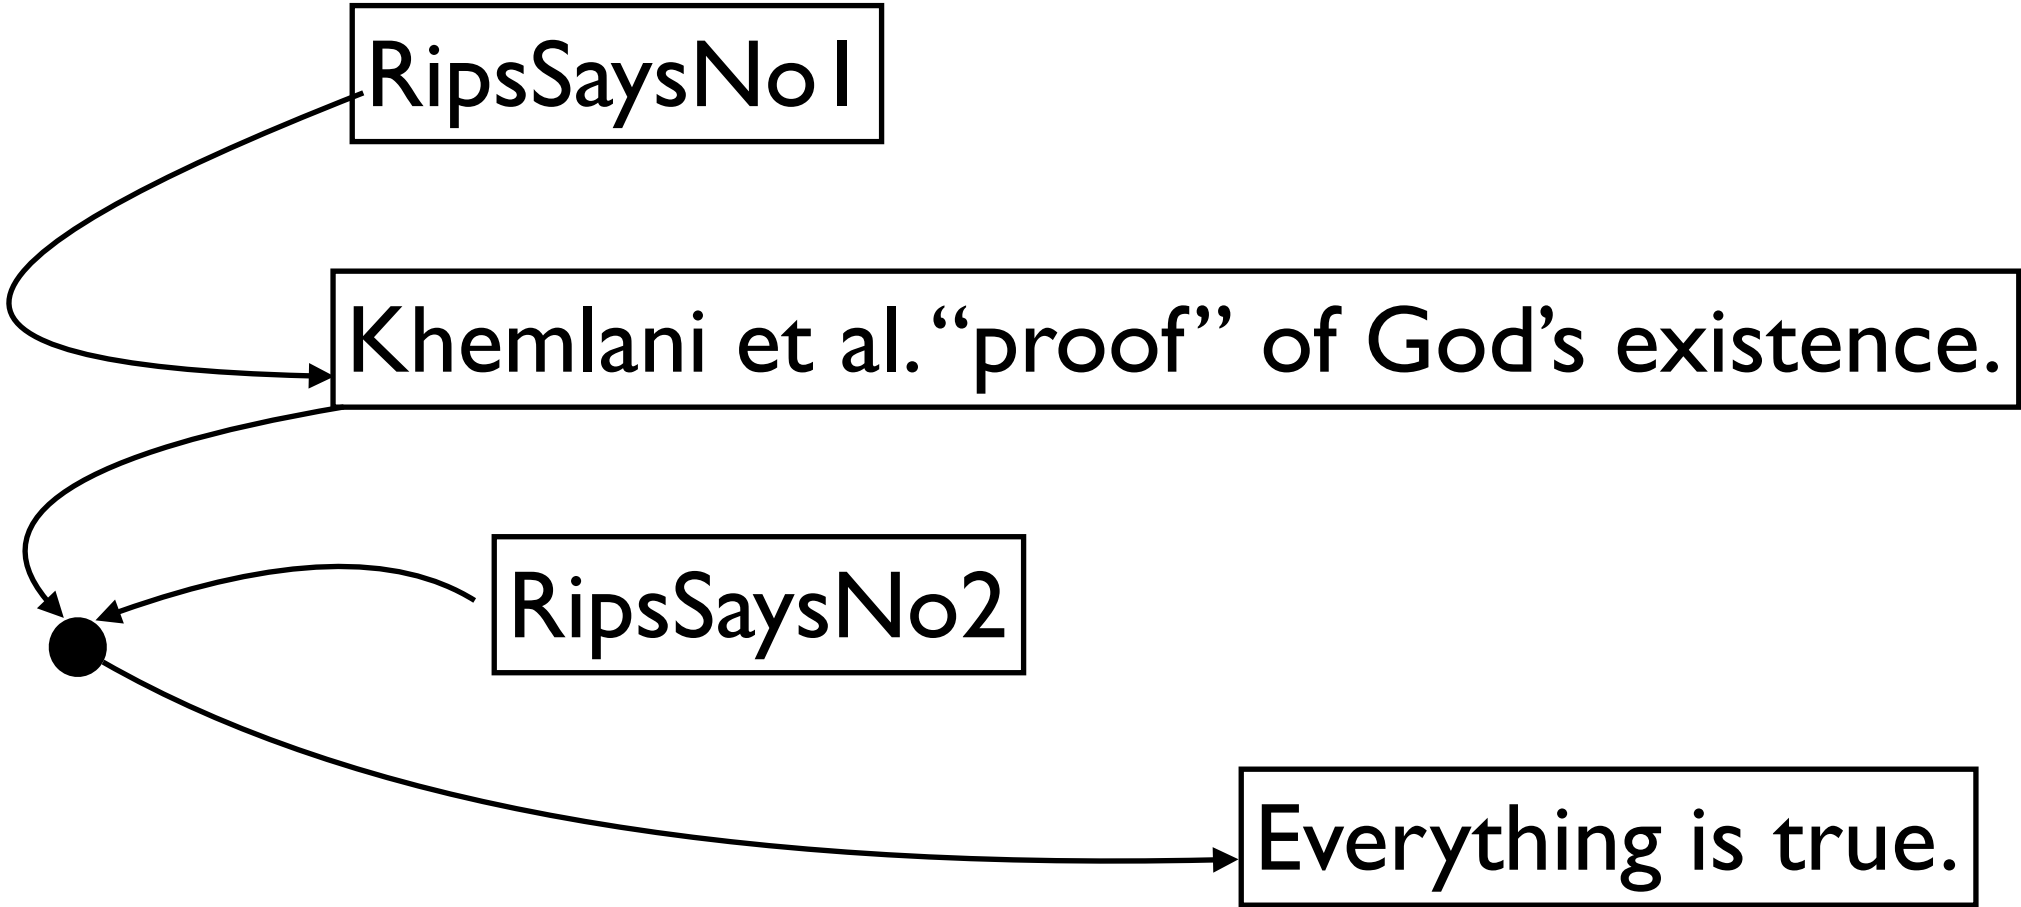 RipsSaysNo1
Khemlani et al. “proof” of God’s existence.
RipsSaysNo2
Everything is true.